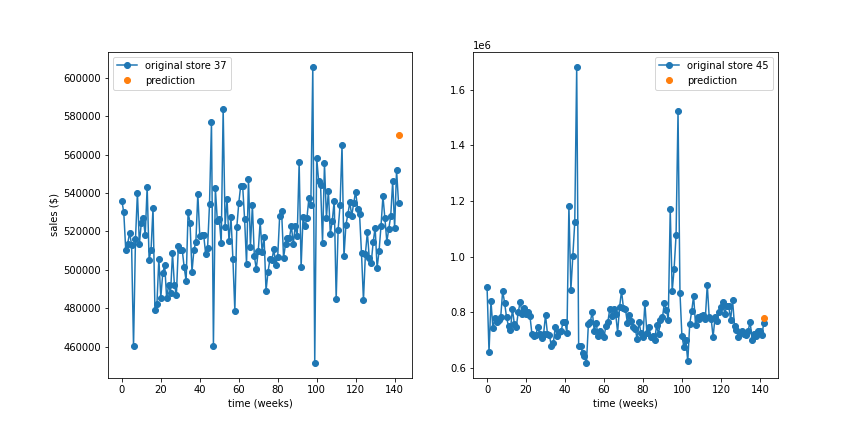 original store 37
prediction
600000
580000
560000
540000
520000
500000
480000
460000
sales ($)
0 20 40 60 80 100 120 140
time (weeks)
1e6
original store 45
prediction
1.6
1.4
1.2
1.0
0.8
0.6
0 20 40 60 80 100 120 140
time (weeks)